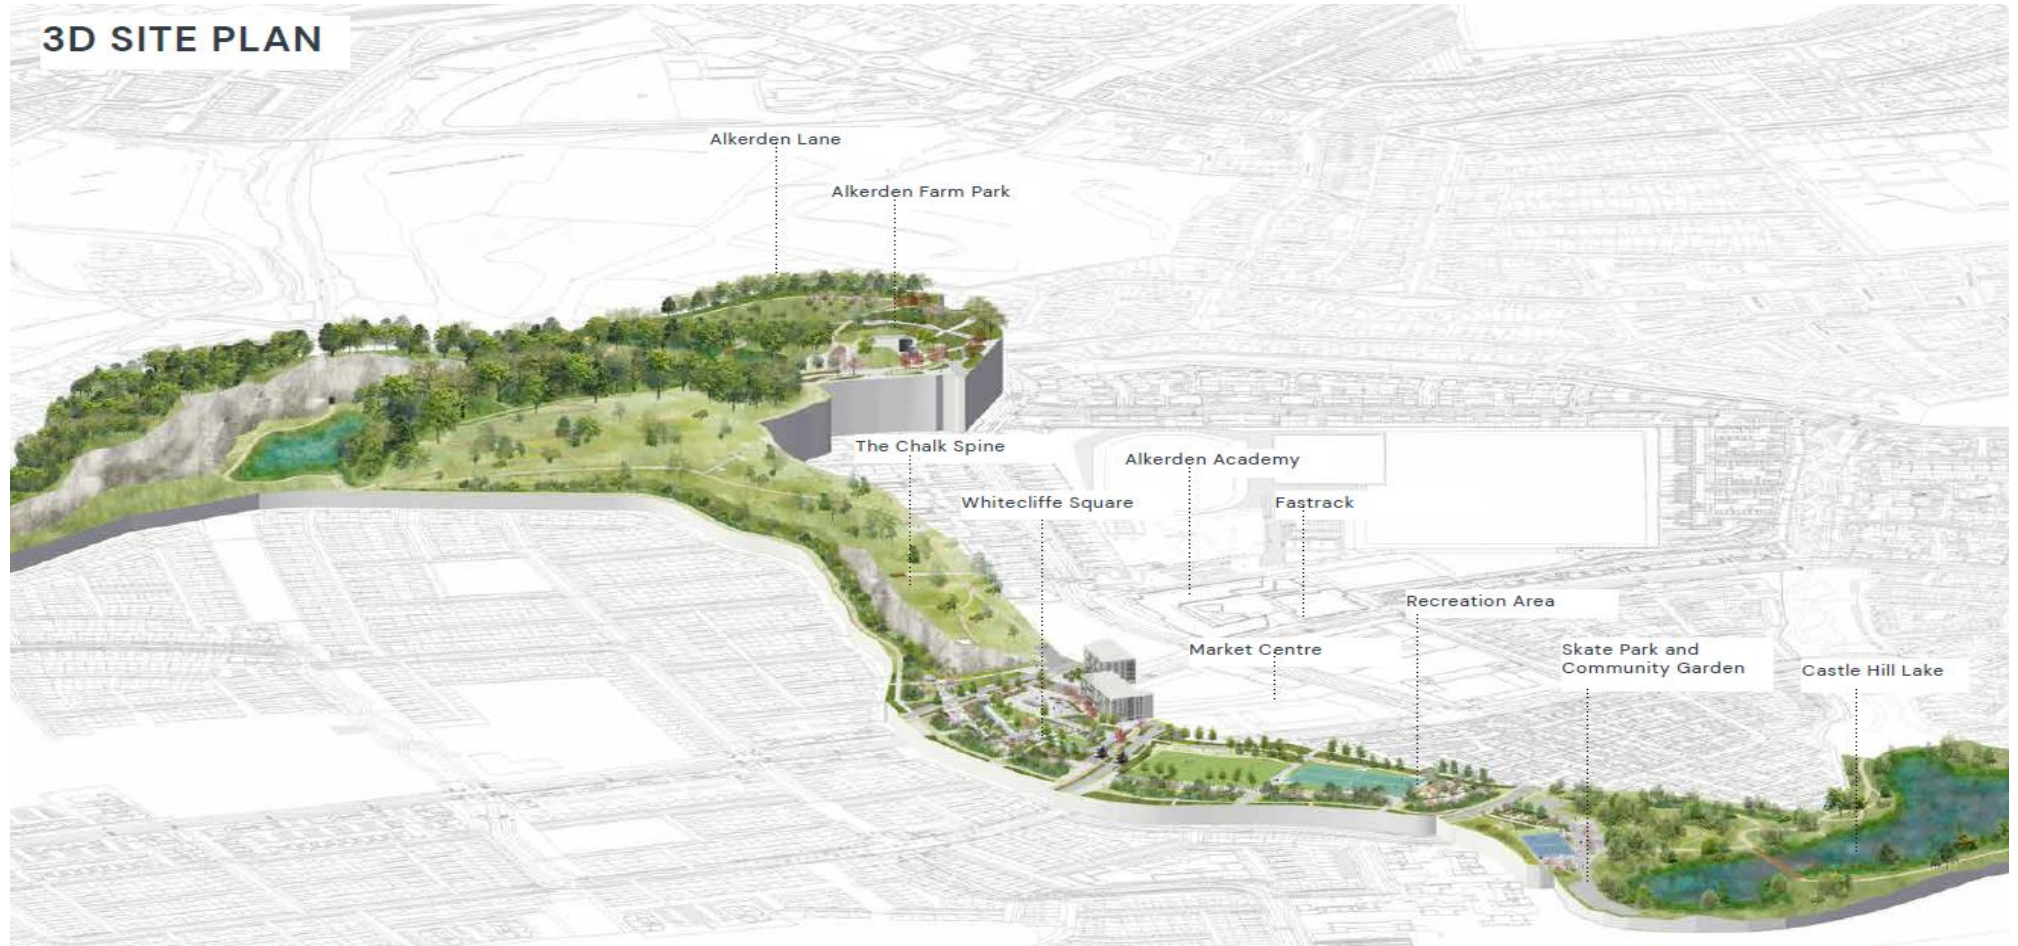 3D SITE PLAN
Alkerden Lane
Alkerden Farm Park
The Chalk Spine
Alkerden Academy
Whitecliffe Square
Fastrack
Recreation Area
Market Centre
Skate Park and
Community Garden
Castle Hill Lake